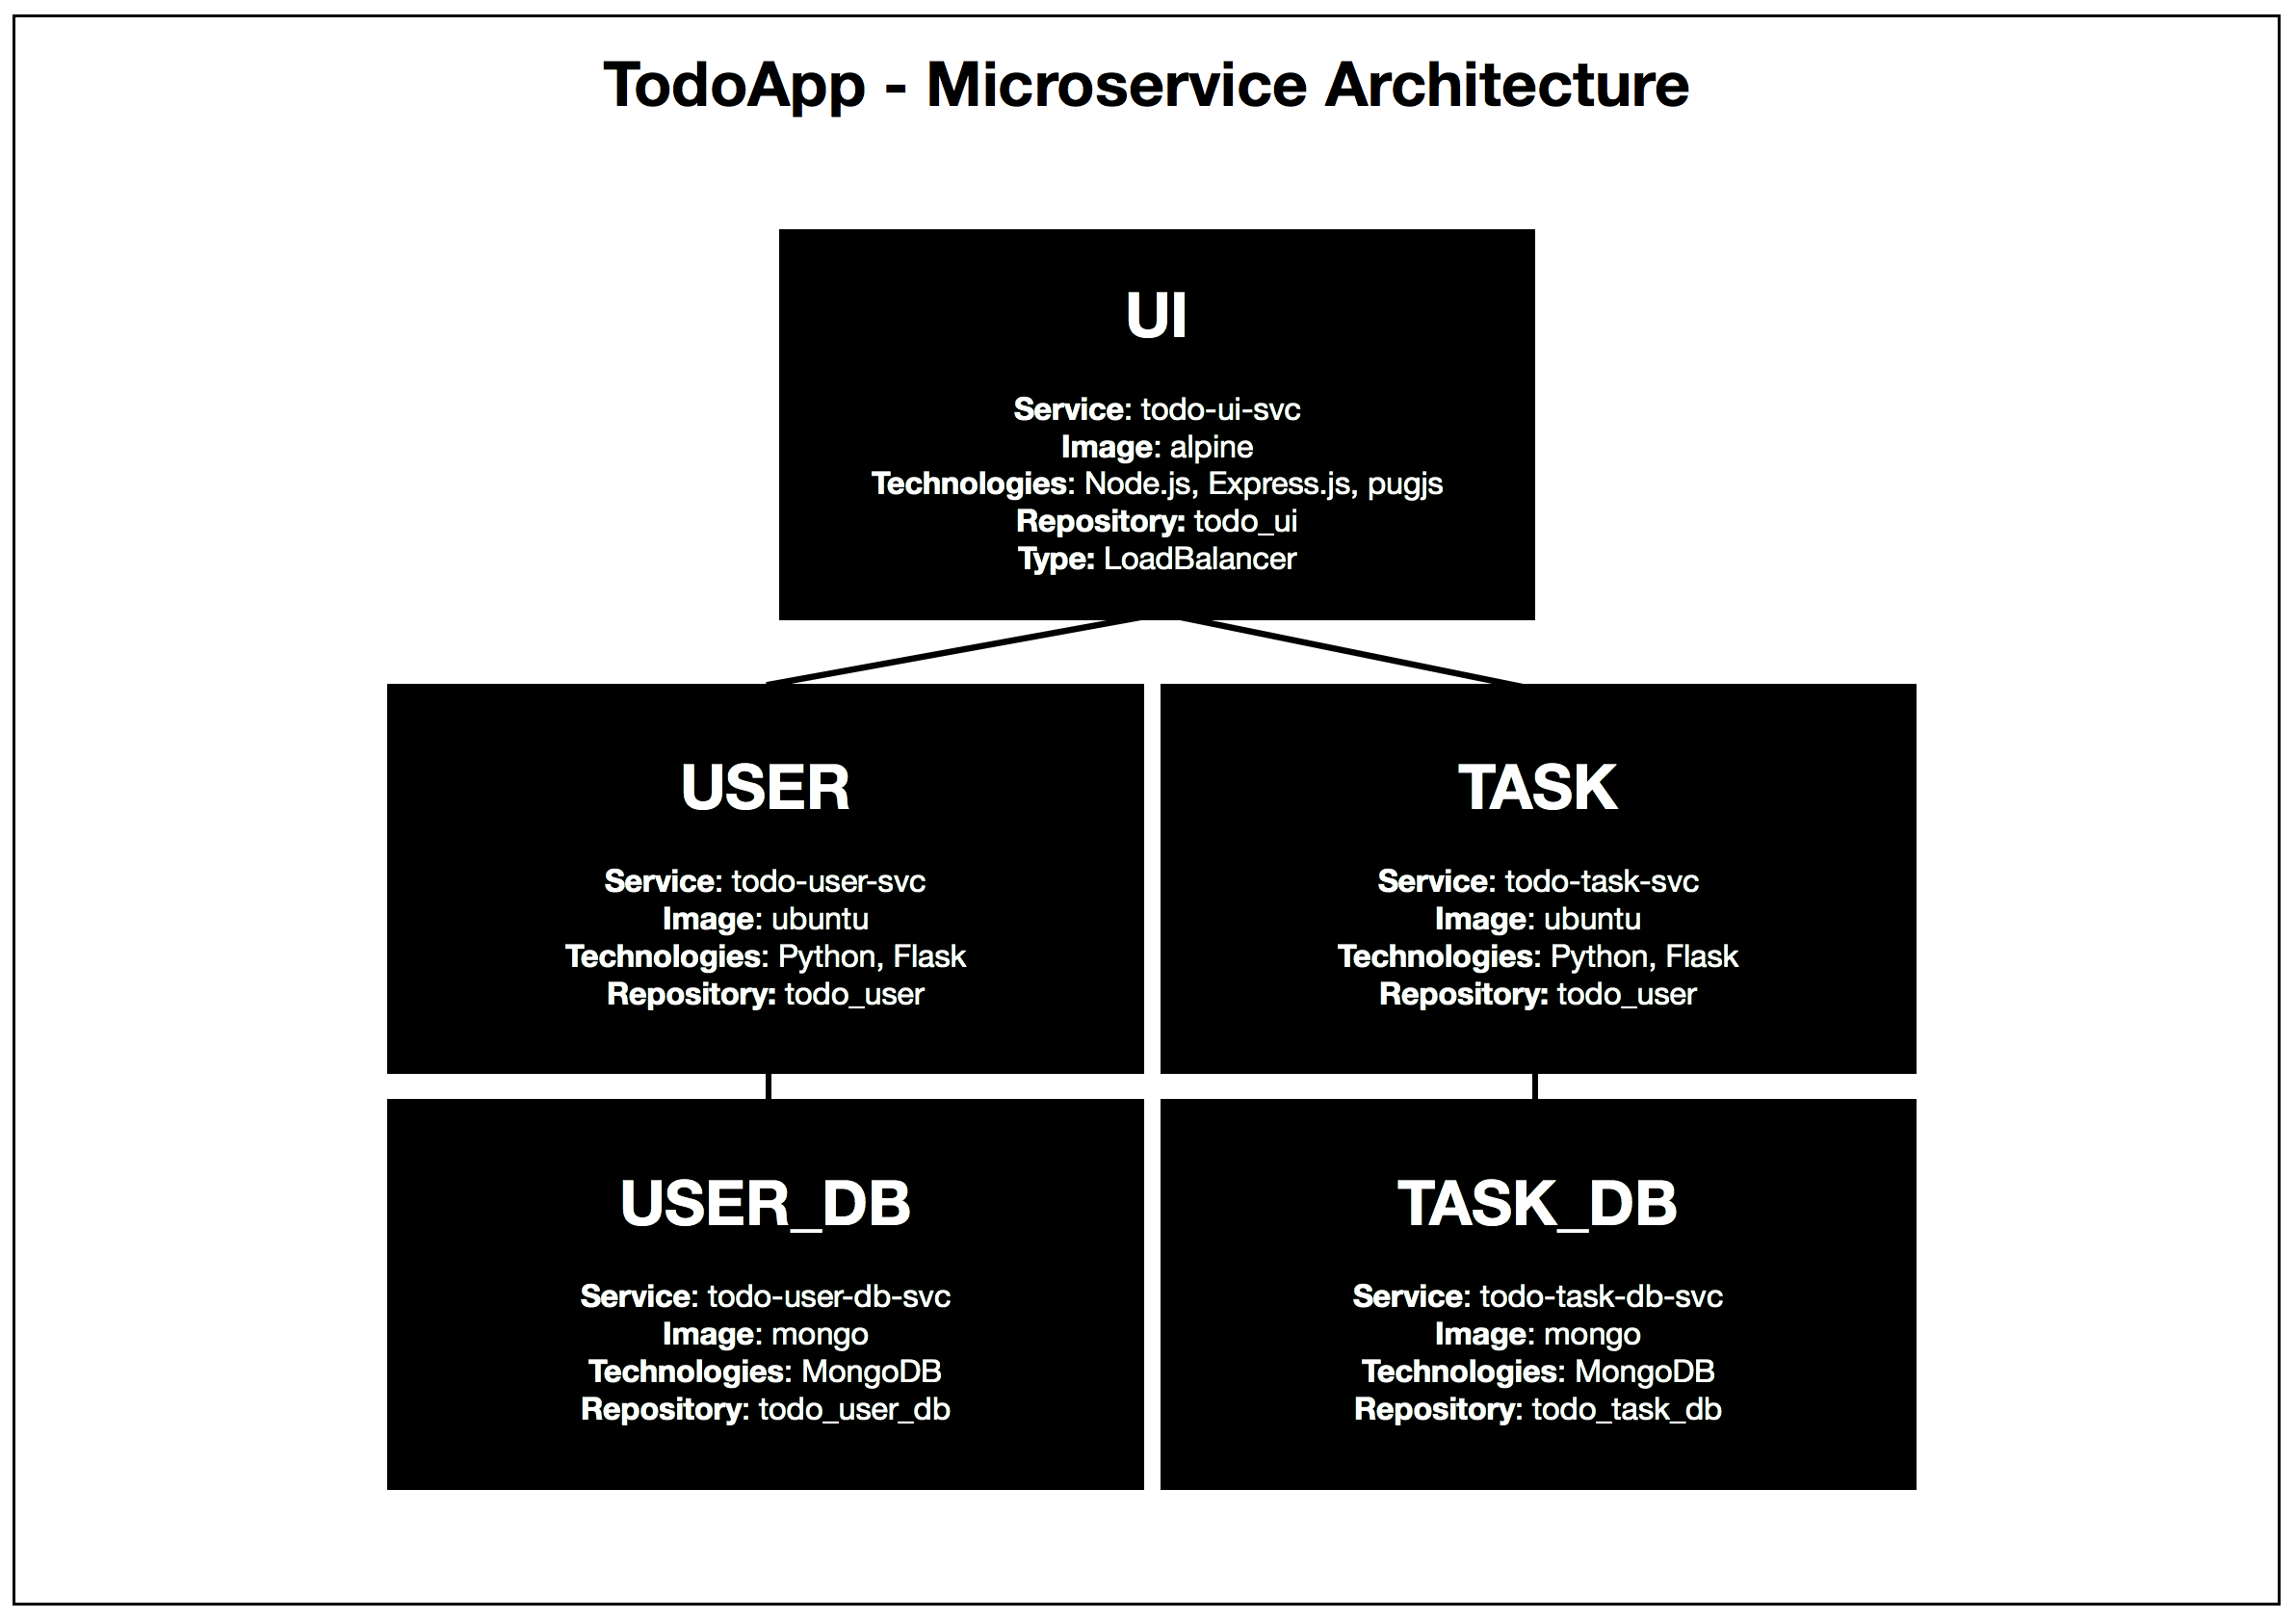 TodoApp - Microservice Architecture
UI
Service: todo-ui-svc
Image: alpine
Technologies: Node.js, Express.js, pugjs
Repository: todo_ui
Type: LoadBalancer
USER
Service: todo-user-svc
Image: ubuntu
Technologies: Python, Flask
Repository: todo_user
TASK
Service: todo-task-svc
Image: ubuntu
Technologies: Python, Flask
Repository: todo_user
USER_DB
Service: todo-user-db-svc
Image: mongo
Technologies: MongoDB
Repository: todo_user_db
TASK_DB
Service: todo-task-db-svc
Image: mongo
Technologies: MongoDB
Repository: todo_task_db